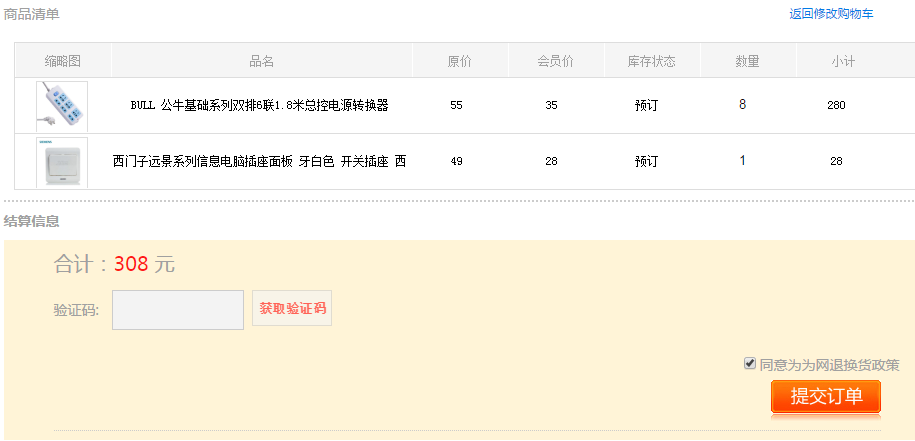 商品清单 返回修改购物车
缩略图 品名 原价 会员价 库存状态 数量 小计
BULL 公牛基础系列双排6联1.8米总控电源转换器 55 35 预订 8 280
西门子远景系列信息电脑插座面板 牙白色 开关插座 西 49 28 预订 1 28
结算信息
合计：308 元
验证码: 获取验证码
同意为为网退换货政策
提交订单